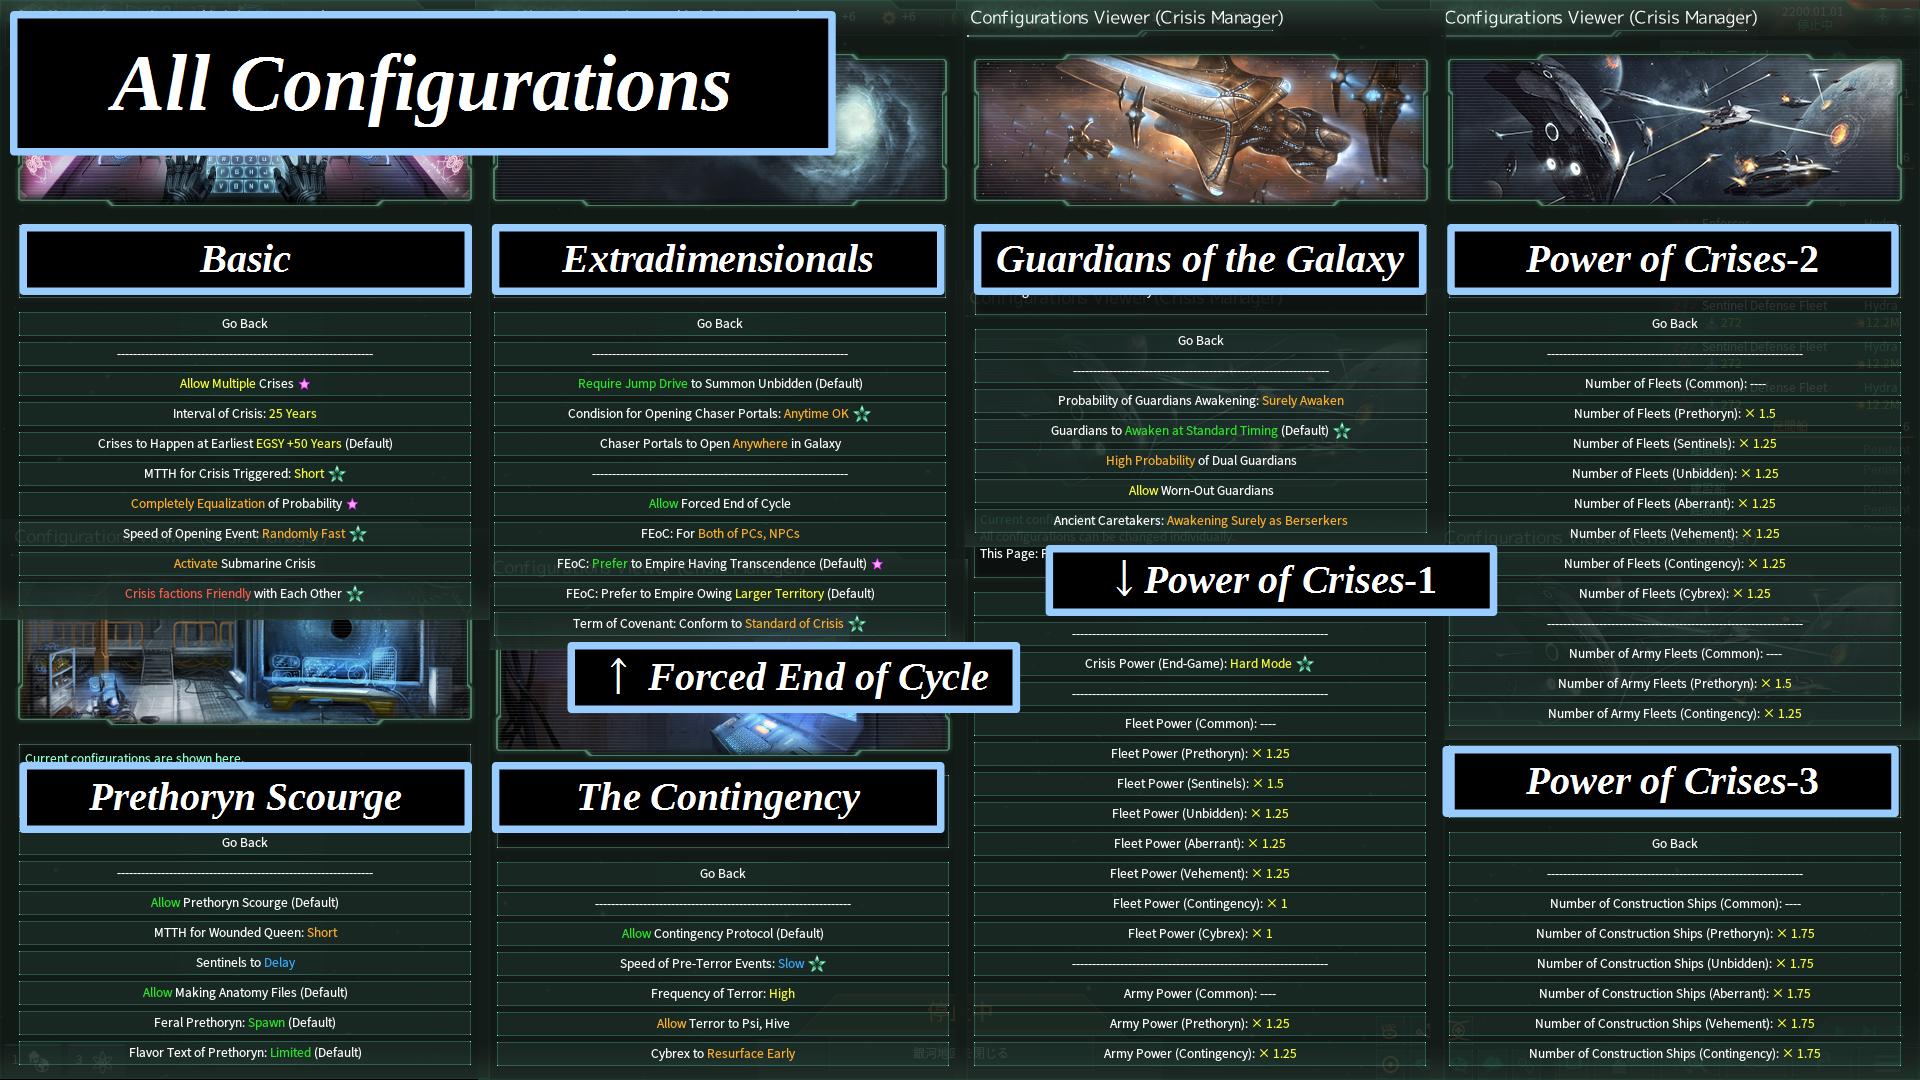 All Configurations
Configurations Viewer (Crisis Manager)
Configurations Viewer (Crisis Manager)
Basic
Go Back
--------------------------------------------------------
Allow Multiple Crises
Interval of Crisis: 25 Years
Crises to Happen at Earliest EGSY +50 Years (Default)
MTTH for Crisis Triggered: Short
Completely Equalization of Probability
Speed of Opening Event: Randomly Fast
Activate Submarine Crisis
Crisis factions Friendly with Each Other
Current configurations are shown here.
Prethoryn Scourge
Go Back
--------------------------------------------------------
Allow Prethoryn Scourge (Default)
MTTH for Wounded Queen: Short
Sentinels to Delay
Allow Making Anatomy Files (Default)
Feral Prethoryn: Spawn (Default)
Flavor Text of Prethoryn: Limited (Default)
Extradimensionals
Go Back
--------------------------------------------------------
Require Jump Drive to Summon Unbidden (Default)
Condision for Opening Chaser Portals: Anytime OK
Chaser Portals to Open Anywhere in Galaxy
--------------------------------------------------------
Allow Forced End of Cycle
FEoC: For Both of PCs, NPCs
FEoC: Prefer to Empire Having Transcendence (Default)
FEoC: Prefer to Empire Owing Larger Territory (Default)
Term of Covenant: Conform to Standard of Crisis
↑ Forced End of Cycle
The Contingency
Go Back
--------------------------------------------------------
Allow Contingency Protocol (Default)
Speed of Pre-Terror Events: Slow
Frequency of Terror: High
Allow Terror to Psi, Hive
Cybrex to Resurface Early
Guardians of the Galaxy
Go Back
--------------------------------------------------------
Probability of Guardians Awakening: Surely Awaken
Guardians to Awaken at Standard Timing (Default)
High Probability of Dual Guardians
Allow Worn-Out Guardians
Ancient Caretakers: Awakening Surely as Berserkers
This Page:
↓ Power of Crises-1
--------------------------------------------------------
Crisis Power (End-Game): Hard Mode
--------------------------------------------------------
Fleet Power (Common): ----
Fleet Power (Prethoryn): × 1.25
Fleet Power (Sentinels): × 1.5
Fleet Power (Unbidden): × 1.25
Fleet Power (Aberrant): × 1.25
Fleet Power (Vehement): × 1.25
Fleet Power (Contingency): × 1
Fleet Power (Cybrex): × 1
--------------------------------------------------------
Army Power (Common): ----
Army Power (Prethoryn): × 1.25
Army Power (Contingency): × 1.25
Power of Crises-2
Go Back
--------------------------------------------------------
Number of Fleets (Common): ----
Number of Fleets (Prethoryn): × 1.5
Number of Fleets (Sentinels): × 1.25
Number of Fleets (Unbidden): × 1.25
Number of Fleets (Aberrant): × 1.25
Number of Fleets (Vehement): × 1.25
Number of Fleets (Contingency): × 1.25
Number of Fleets (Cybrex): × 1.25
--------------------------------------------------------
Number of Army Fleets (Common): ----
Number of Army Fleets (Prethoryn): × 1.5
Number of Army Fleets (Contingency): × 1.25
Power of Crises-3
Go Back
--------------------------------------------------------
Number of Construction Ships (Common): ----
Number of Construction Ships (Prethoryn): × 1.75
Number of Construction Ships (Unbidden): × 1.75
Number of Construction Ships (Aberrant): × 1.75
Number of Construction Ships (Vehement): × 1.75
Number of Construction Ships (Contingency): × 1.75